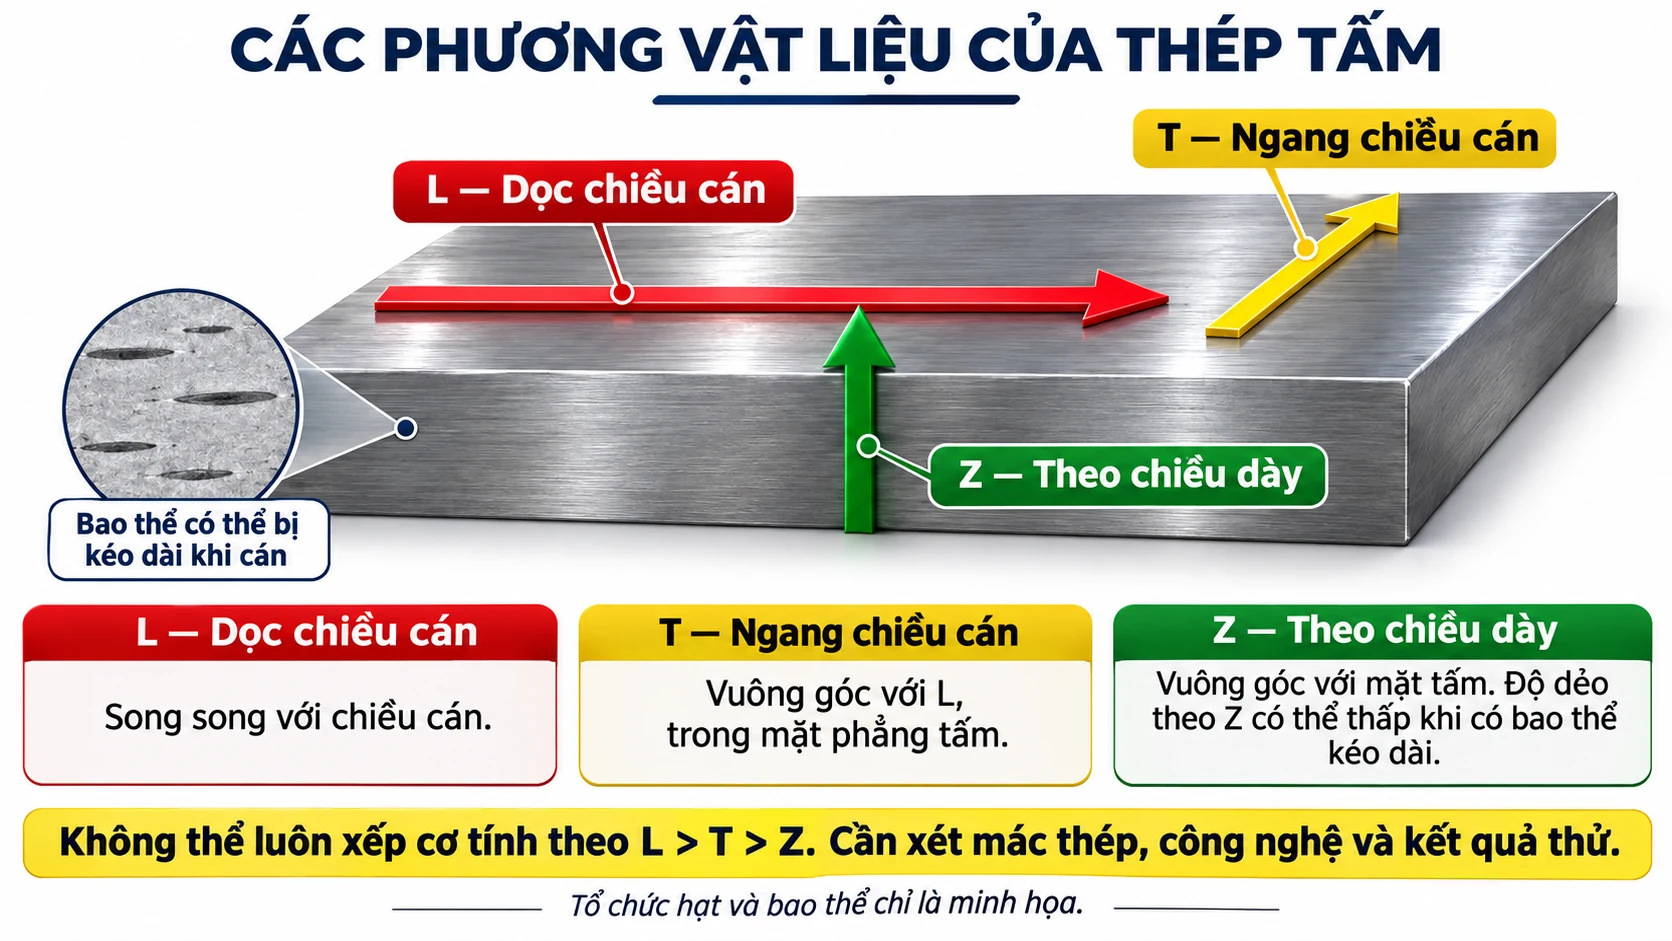 CÁC PHƯƠNG VẬT LIỆU CỦA THÉP TẤM
T — Ngang chiều cán
L — Dọc chiều cán
Z — Theo chiều dày
Bao thể có thể bị
kéo dài khi cán
L — Dọc chiều cán
Song song với chiều cán.
T — Ngang chiều cán
Vuông góc với L,
trong mặt phẳng tấm.
Z — Theo chiều dày
Vuông góc với mặt tấm. Độ dẻo
theo Z có thể thấp khi có bao thể
kéo dài.
Không thể luôn xếp cơ tính theo L > T > Z. Cần xét mác thép, công nghệ và kết quả thử.
Tổ chức hạt và bao thể chỉ là minh họa.